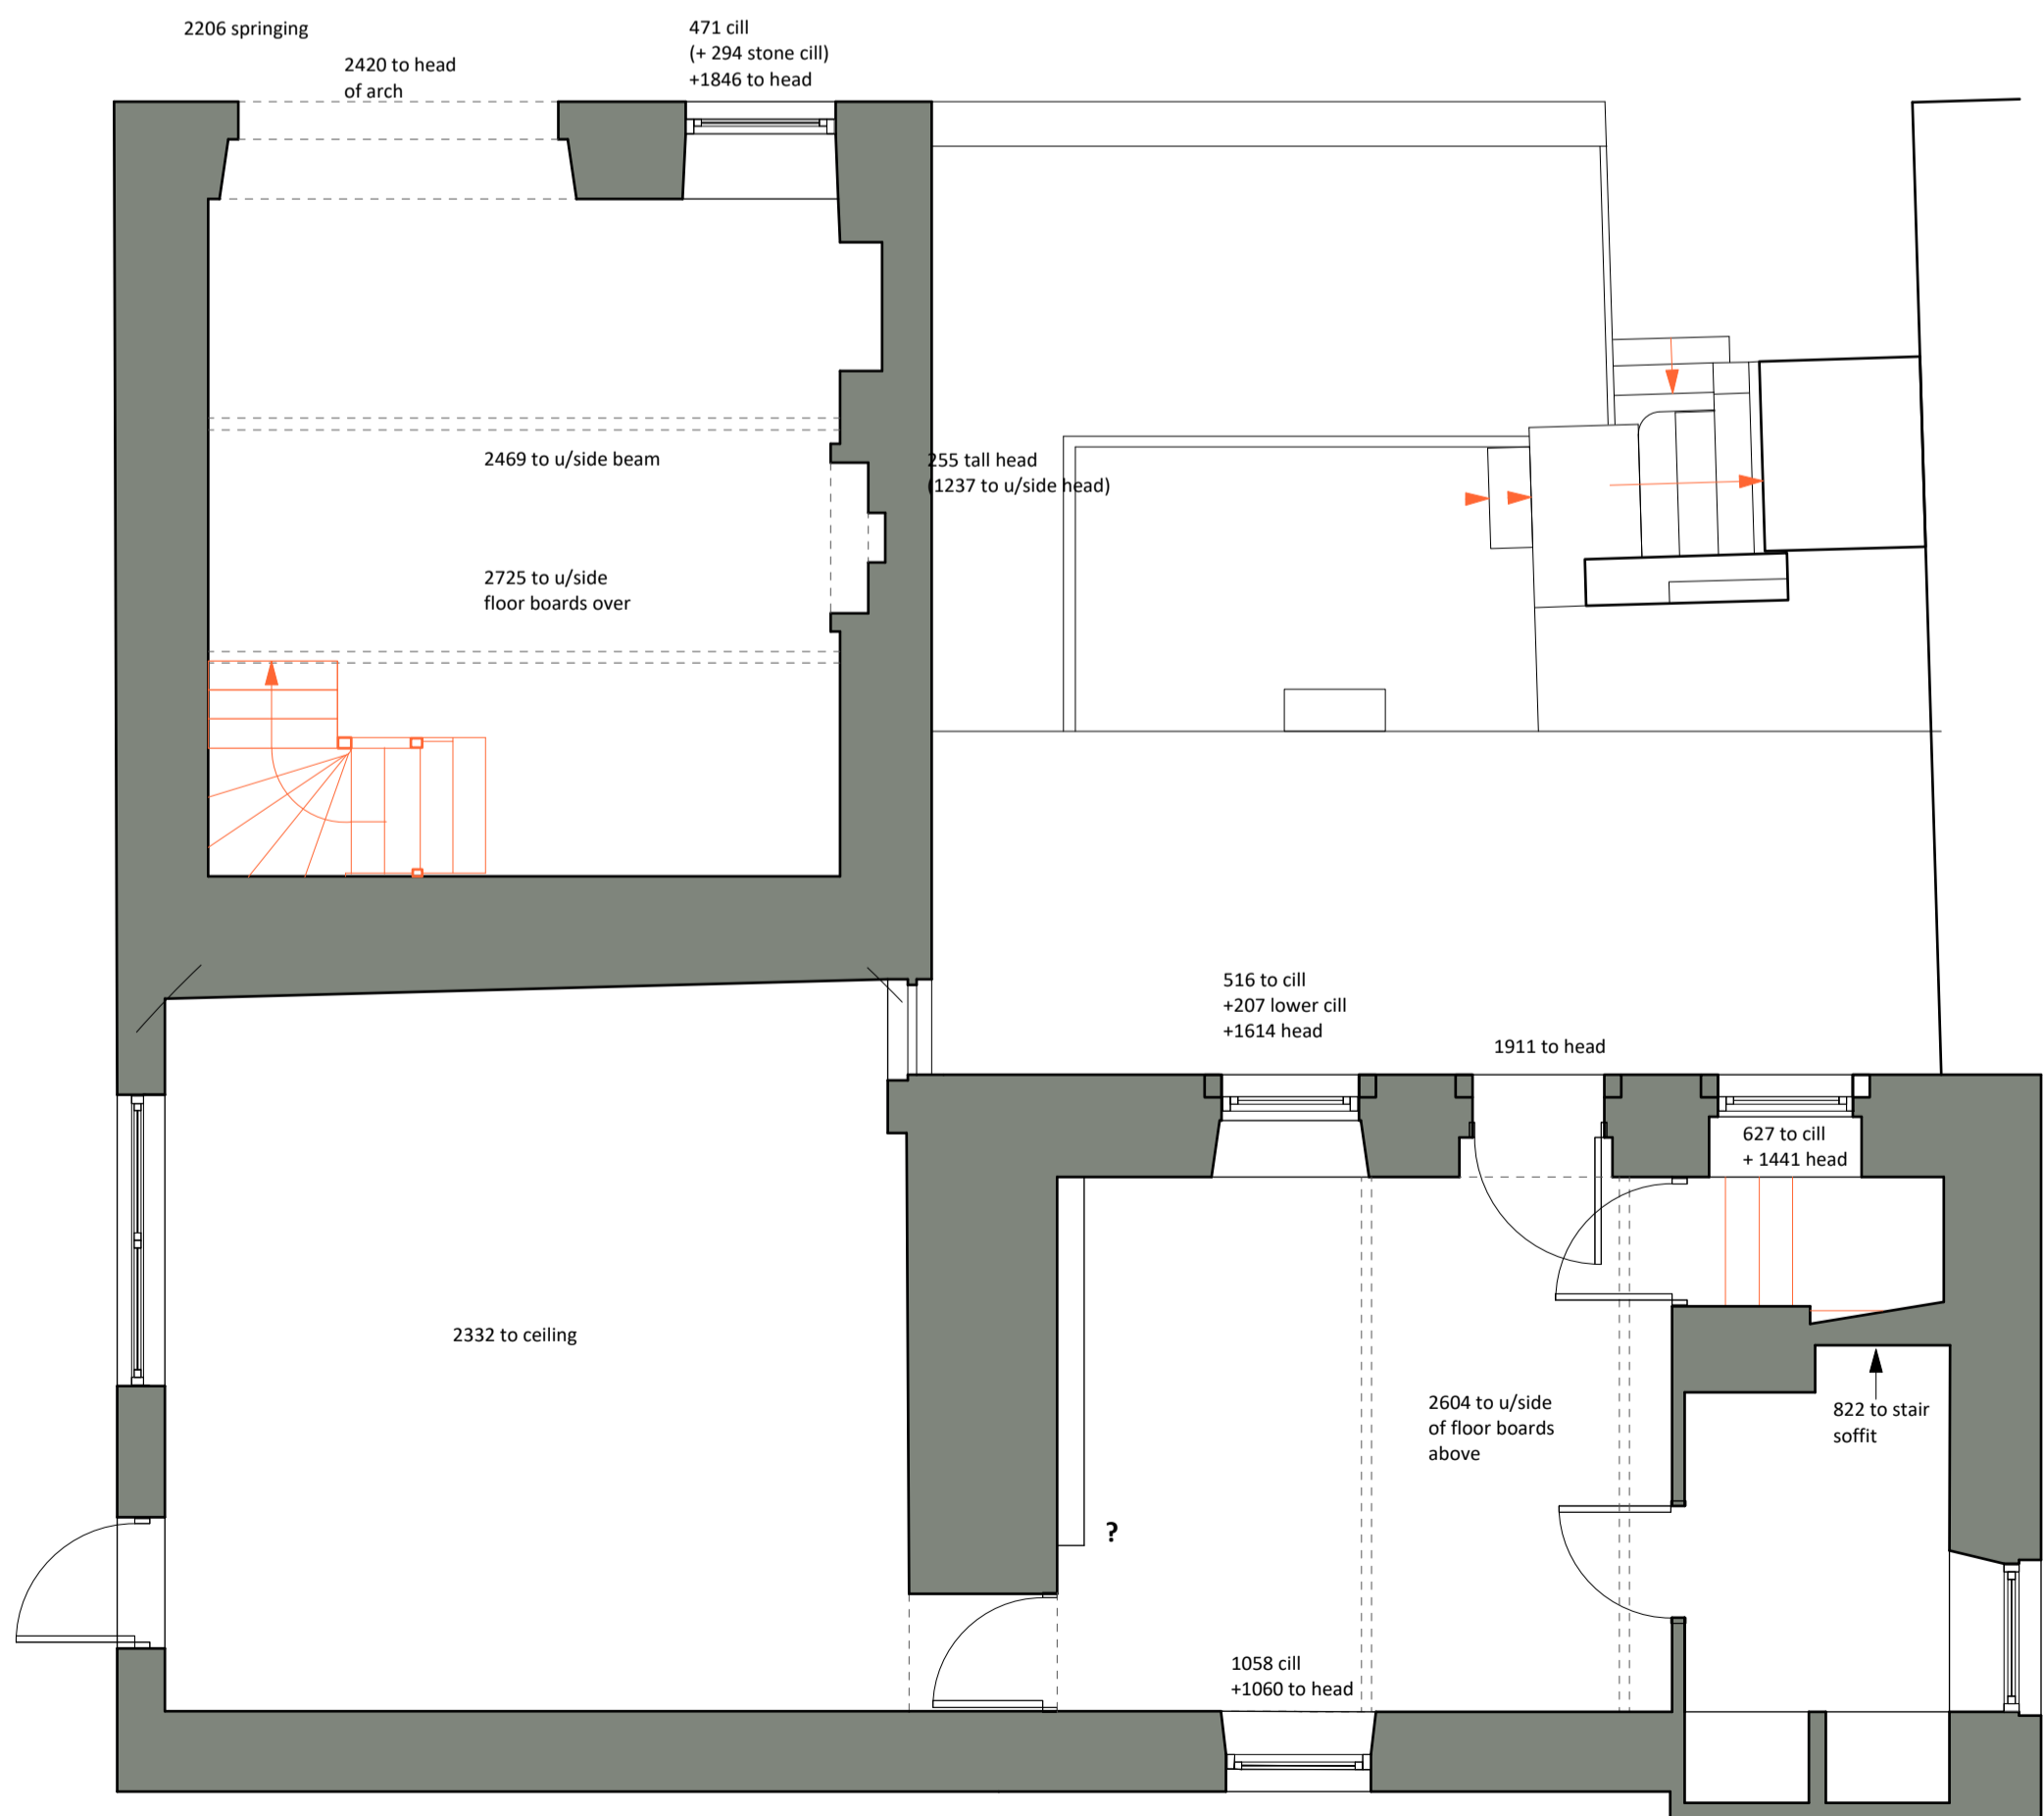 2206 springing
2420 to head
of arch
471 cill
(+ 294 stone cill)
+1846 to head
2469 to u/side beam
255 tall head
(1237 to u/side head)
2725 to u/side
floor boards over
516 to cill
+207 lower cill
+1614 head
1911 to head
627 to cill
+ 1441 head
2332 to ceiling
2604 to u/side
of floor boards
above
822 to stair
soffit
?
1058 cill
+1060 to head